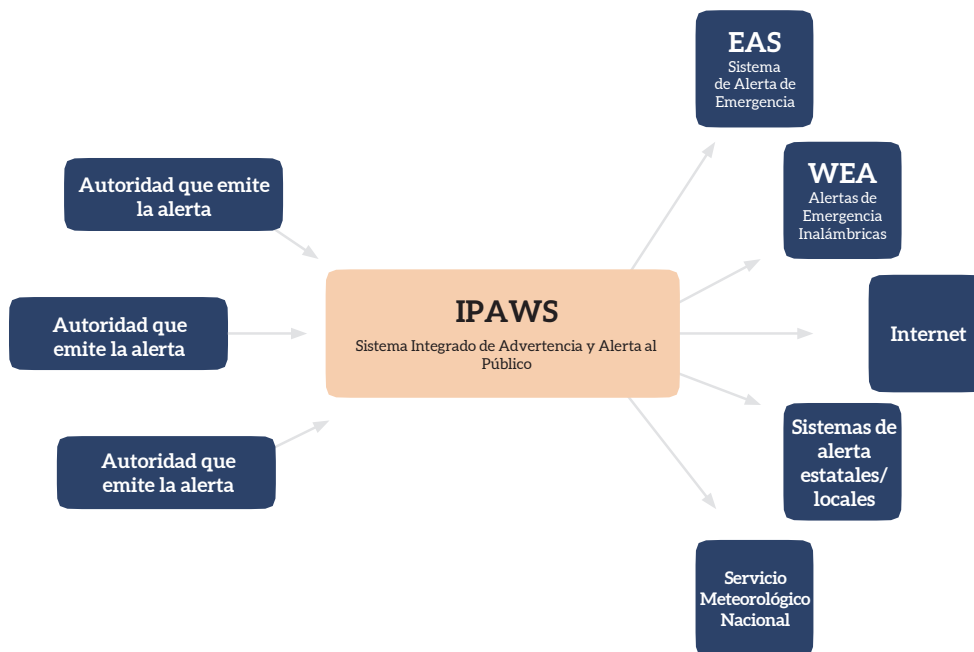 Autoridad que emite
la alerta
Autoridad que
emite la alerta
Autoridad que
emite la alerta
IPAWS
Sistema Integrado de Advertencia y Alerta al
Público
EAS
Sistema
de Alerta de
Emergencia
WEA
Alertas de
Emergencia
Inalámbricas
Internet
Sistemas de
alerta
estatales/
locales
Servicio
Meteorológico
Nacional